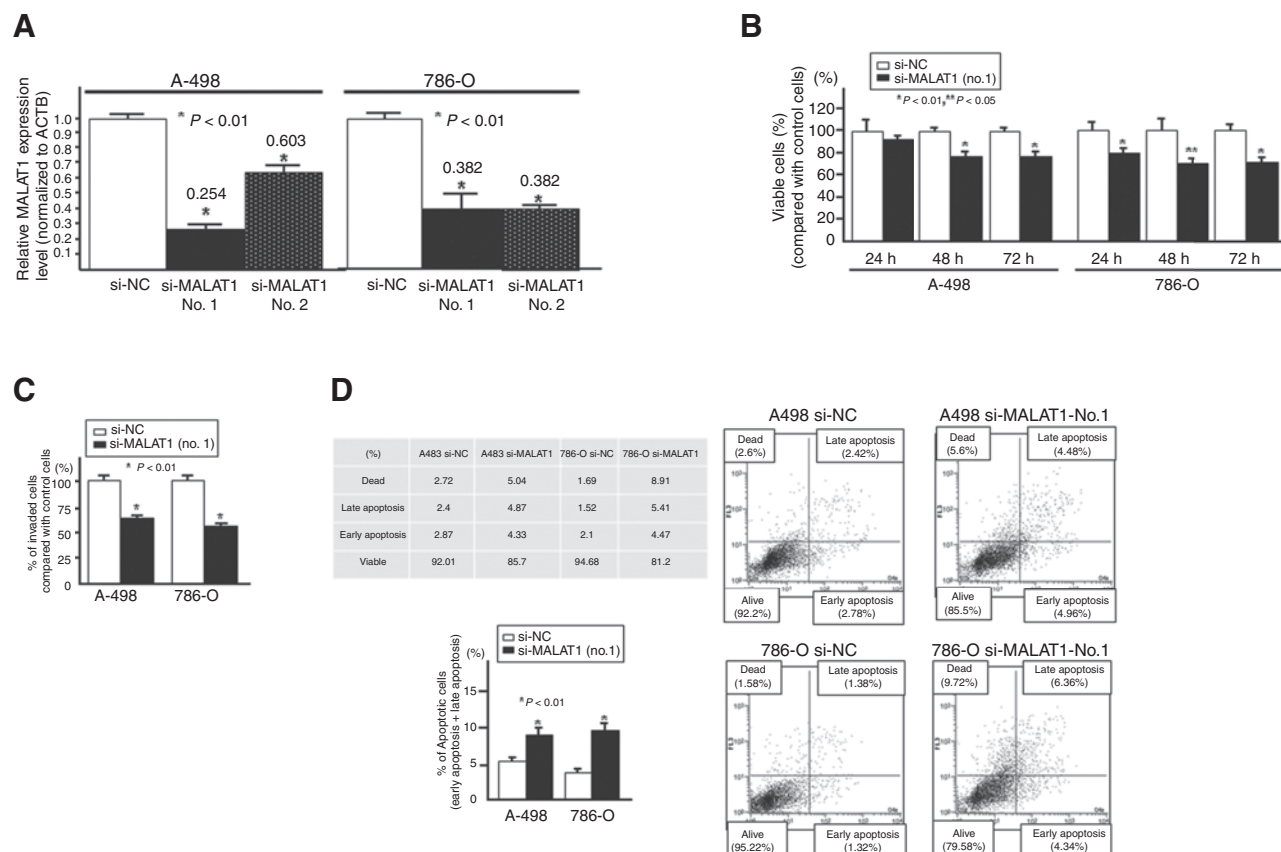 A
A-498
786-O
Relative MALAT1 expression
level (normalized to ACTB)
1.0
0.9
0.8
0.7
0.6
0.5
0.4
0.3
0.2
0.1
* P < 0.01
0.254
*
0.603
*
* P < 0.01
0.382
*
0.382
*
si-NC
si-MALAT1
No. 1
si-MALAT1
No. 2
si-NC
si-MALAT1
No. 1
si-MALAT1
No. 2
B
si-NC
si-MALAT1 (no.1)
*P < 0.01,**P < 0.05
(%)
Viable cells (%)
(compared with control cells)
120
100
80
60
40
20
0
*
*
*
**
*
24 h
48 h
72 h
24 h
48 h
72 h
A-498
786-O
C
si-NC
si-MALAT1 (no. 1)
* P < 0.01
(%)
% of invaded cells
compared with control cells
100
75
50
25
0
*
*
A-498
786-O
D
(%) A483 si-NC A483 si-MALAT1 786-O si-NC 786-O si-MALAT1
Dead 2.72 5.04 1.69 8.91
Late apoptosis 2.4 4.87 1.52 5.41
Early apoptosis 2.87 4.33 2.1 4.47
Viable 92.01 85.7 94.68 81.2
si-NC
si-MALAT1 (no.1)
(%)
% of Apoptotic cells
(early apoptosis + late apoptosis)
15
10
5
0
*P < 0.01
*
*
A-498
786-O
A498 si-NC
Dead
(2.6%)
Late apoptosis
(2.42%)
FL3
Alive
(92.2%)
Early apoptosis
(2.78%)
A498 si-MALAT1-No.1
Dead
(5.6%)
Late apoptosis
(4.48%)
FL3
Alive
(85.5%)
Early apoptosis
(4.96%)
786-O si-NC
Dead
(1.58%)
Late apoptosis
(1.38%)
FL3
Alive
(95.22%)
Early apoptosis
(1.32%)
786-O si-MALAT1-No.1
Dead
(9.72%)
Late apoptosis
(6.36%)
FL3
Alive
(79.58%)
Early apoptosis
(4.34%)